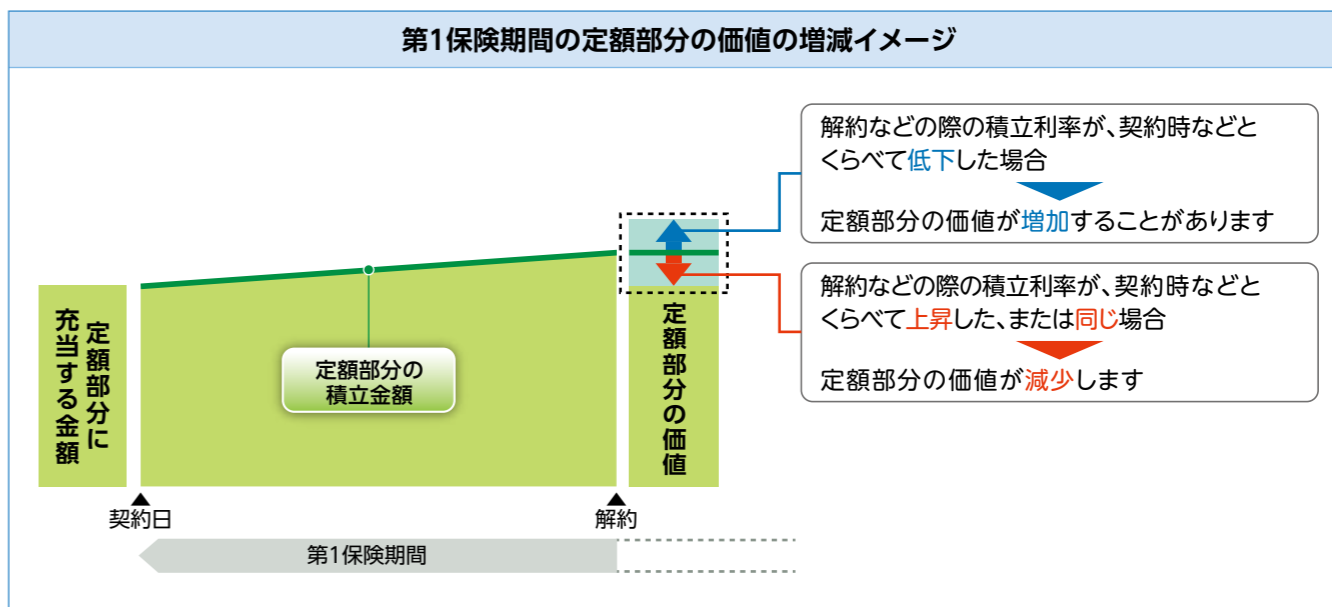 第1保険期間の定額部分の価値の増減イメージ
解約などの際の積立利率が、契約時などと
くらべて低下した場合
定額部分の価値が増加することがあります
解約などの際の積立利率が、契約時などと
くらべて上昇した、または同じ場合
定額部分の価値が減少します
定額部分に
充当する金額
定額部分の
積立金額
定額部分の価値
契約日
解約
第1保険期間